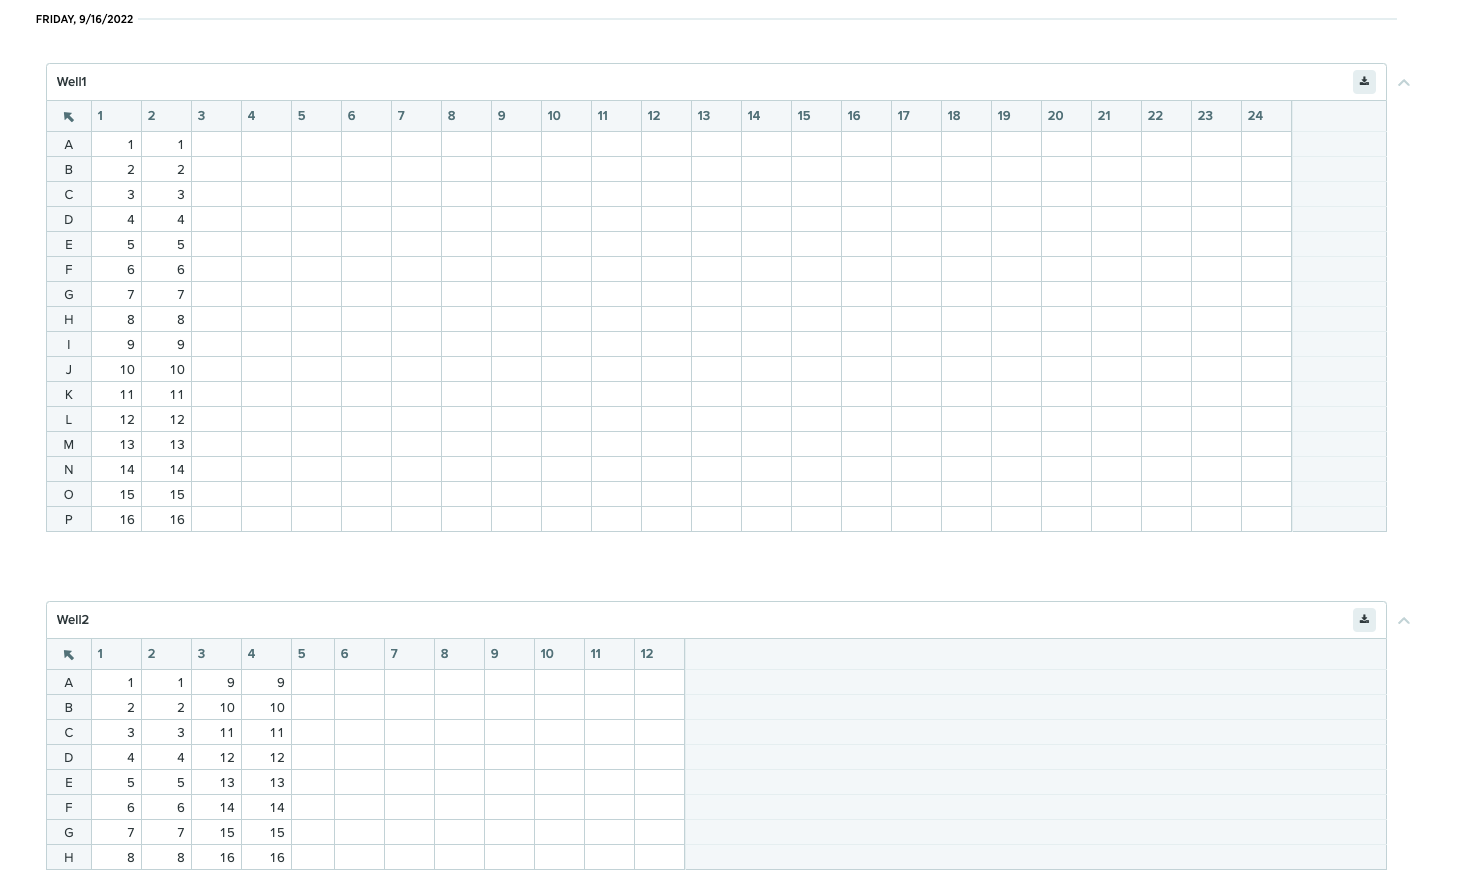 FRIDAY, 9/16/2022
Well1
1 2 3 4 5 6 7 8 9 10 11 12 13 14 15 16 17 18 19 20 21 22 23 24
A 1 1
B 2 2
C 3 3
D 4 4
E 5 5
F 6 6
G 7 7
H 8 8
I 9 9
J 10 10
K 11 11
L 12 12
M 13 13
N 14 14
O 15 15
P 16 16
Well2
1 2 3 4 5 6 7 8 9 10 11 12
A 1 1 9 9
B 2 2 10 10
C 3 3 11 11
D 4 4 12 12
E 5 5 13 13
F 6 6 14 14
G 7 7 15 15
H 8 8 16 16